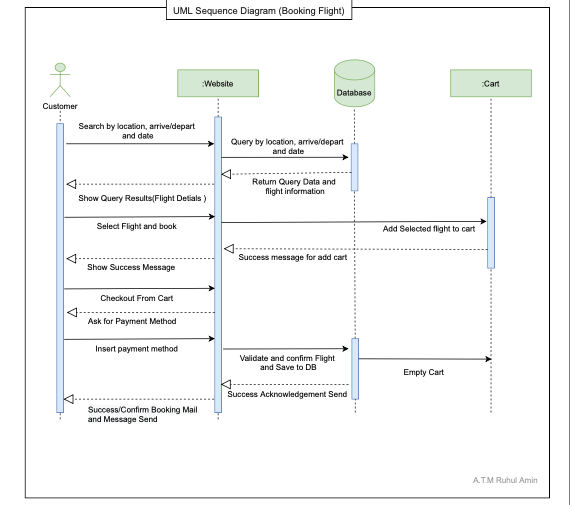 UML Sequence Diagram (Booking Flight)
Customer
:Website
Database
:Cart
Search by location, arrive/depart
and date
Query by location, arrive/depart
and date
Return Query Data and
flight information
Show Query Results(Flight Detials )
Select Flight and book
Add Selected flight to cart
Success message for add cart
Show Success Message
Checkout From Cart
Ask for Payment Method
Insert payment method
Validate and confirm Flight
and Save to DB
Empty Cart
Success Acknowledgement Send
Success/Confirm Booking Mail
and Message Send
A.T.M Ruhul Amin